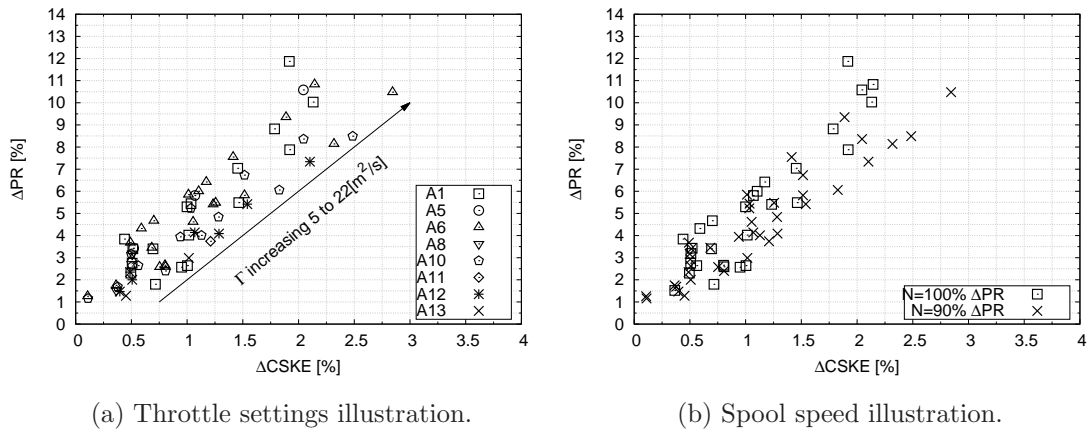 14
13
12
11
10
9
8
7
6
5
4
3
2
1
0
ΔPR [%]
0 0.5 1 1.5 2 2.5 3 3.5 4
ΔCSKE [%]
Γ increasing 5 to 22[m²/s]
A1
A5
A6
A8
A10
A11
A12
A13
(a) Throttle settings illustration.
14
13
12
11
10
9
8
7
6
5
4
3
2
1
0
ΔPR [%]
0 0.5 1 1.5 2 2.5 3 3.5 4
ΔCSKE [%]
N=100% ΔPR
N=90% ΔPR
(b) Spool speed illustration.